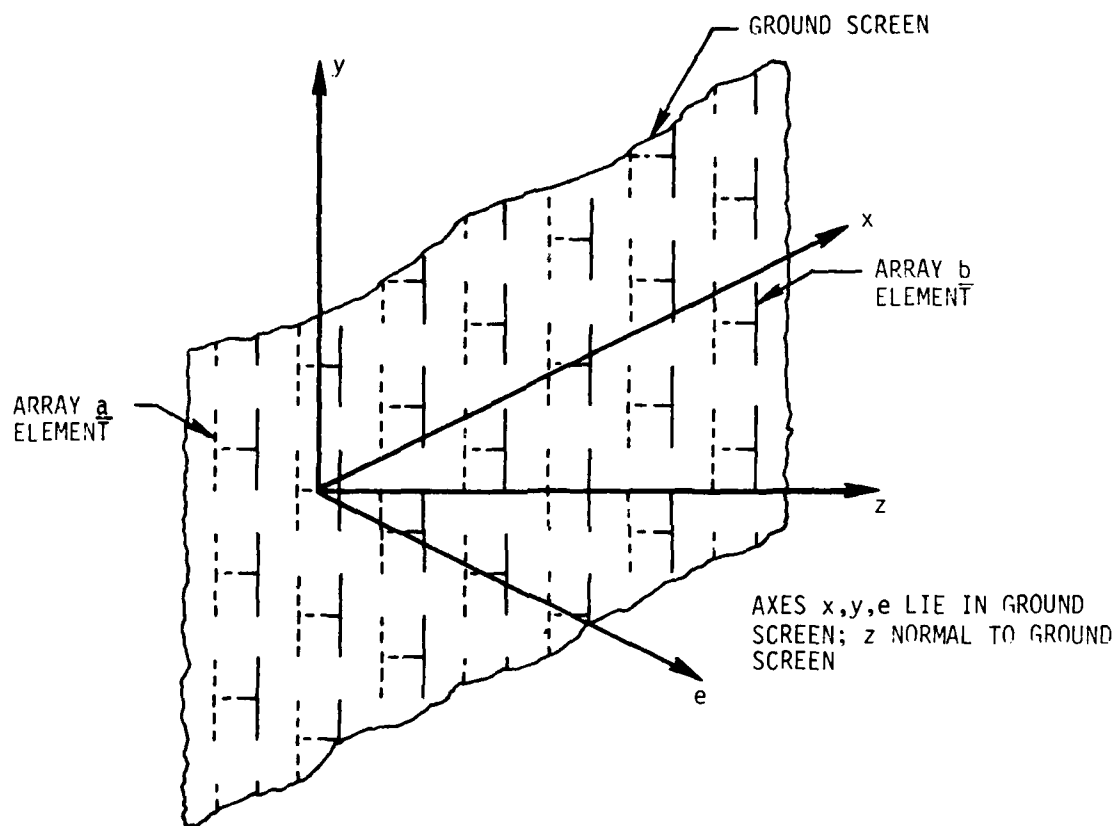 GROUND SCREEN
y
x
ARRAY b
ELEMENT
ARRAY a
ELEMENT
z
AXES x,y,e LIE IN GROUND
SCREEN; z NORMAL TO GROUND
SCREEN
e